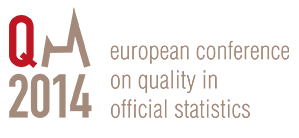 Q
2014
european conference
on quality in
official statistics